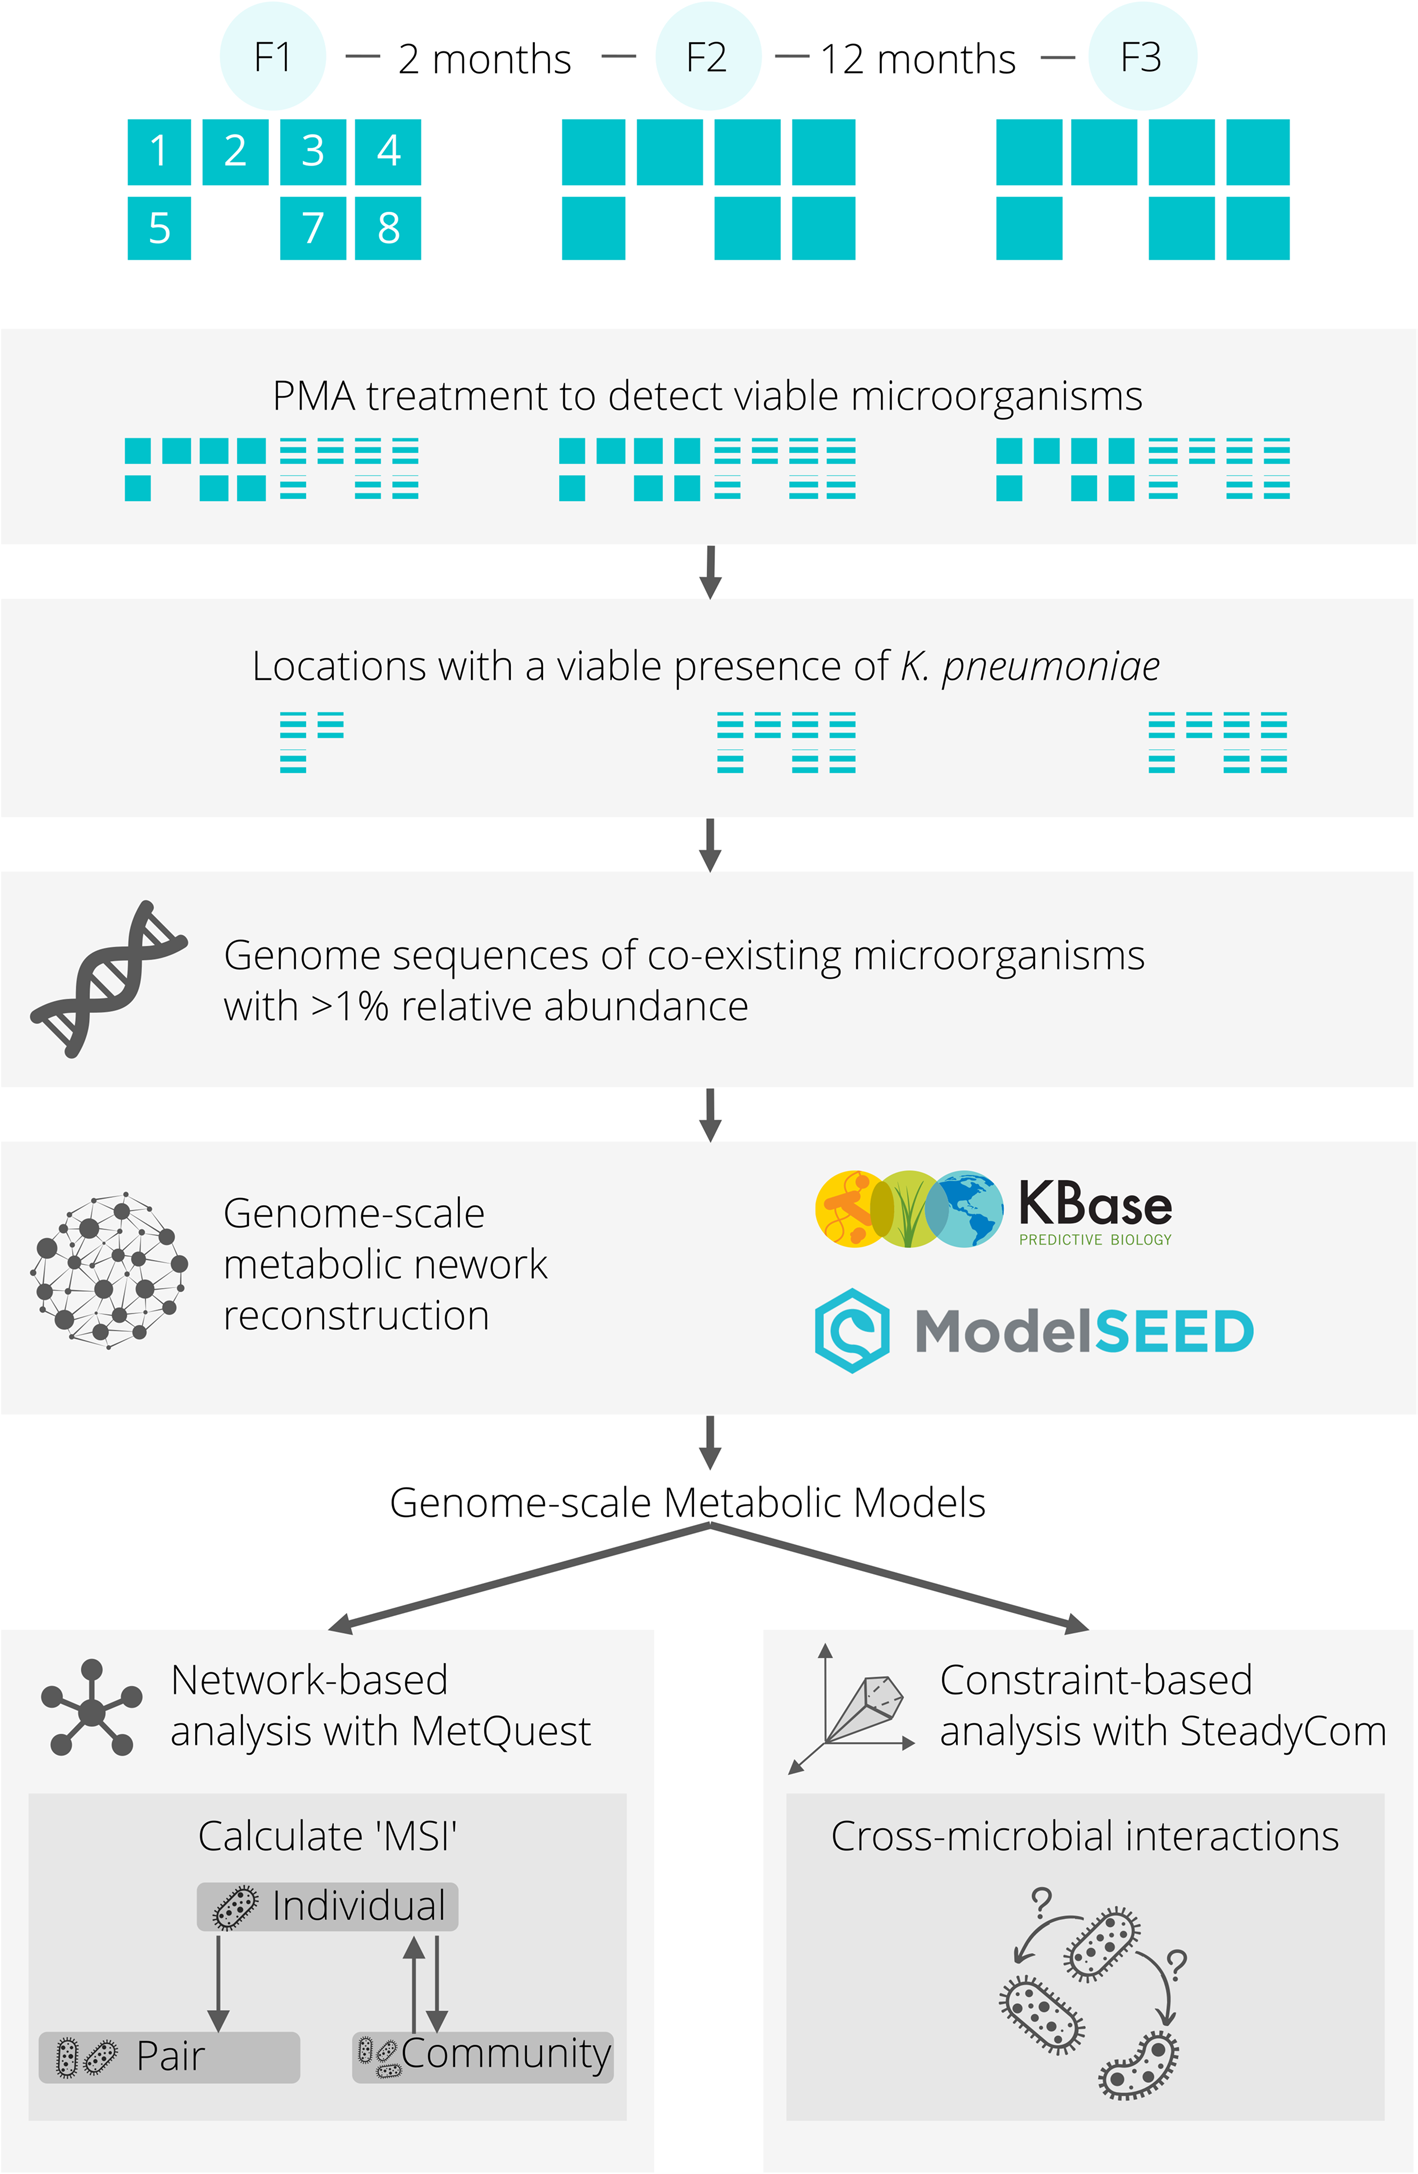 F1 — 2 months — F2 — 12 months — F3
1 2 3 4
5 7 8
PMA treatment to detect viable microorganisms
Locations with a viable presence of K. pneumoniae
Genome sequences of co-existing microorganisms
with >1% relative abundance
Genome-scale
metabolic nework
reconstruction
KBase
PREDICTIVE BIOLOGY
ModelSEED
Genome-scale Metabolic Models
Network-based
analysis with MetQuest
Calculate 'MSI'
Individual
Pair
Community
Constraint-based
analysis with SteadyCom
Cross-microbial interactions
?
?